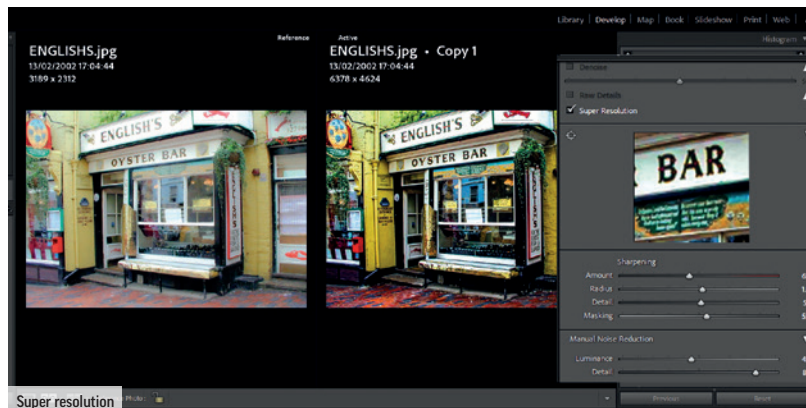 Library | Develop | Map | Book | Slideshow | Print | Web
Histogram
Reference
Active
ENGLISHS.jpg
13/02/2002 17:04:44
3189 x 2312
ENGLISHS.jpg • Copy 1
13/02/2002 17:04:44
6378 x 4624
Denoise
Raw Details
Super Resolution
ENGLISH'S
OYSTER BAR
ENGLISH'S
OYSTER BAR
ENGLISH'S
BAR
Sharpening
Amount
Radius
Detail
Masking
Manual Noise Reduction
Luminance
Detail
Photo:
Previous
Reset
Super resolution